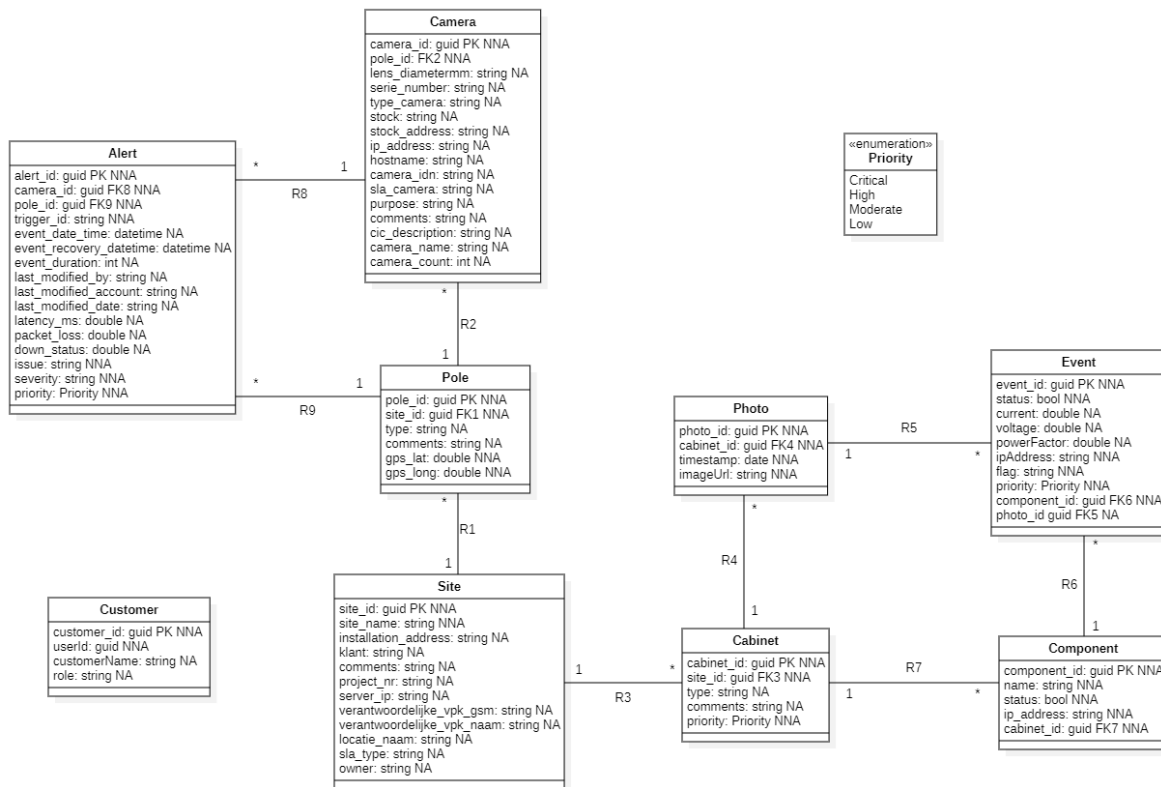 Camera
camera_id: guid PK NNA
pole_id: FK2 NNA
lens_diametermm: string NA
serie_number: string NA
type_camera: string NA
stock: string NA
stock_address: string NA
ip_address: string NA
hostname: string NA
camera_idn: string NA
sla_camera: string NA
purpose: string NA
comments: string NA
cic_description: string NA
camera_name: string NA
camera_count: int NA
«enumeration»
Priority
Critical
High
Moderate
Low
Alert
alert_id: guid PK NNA
camera_id: guid FK8 NNA
pole_id: guid FK9 NNA
trigger_id: string NNA
event_date_time: datetime NA
event_recovery_datetime: datetime NA
event_duration: int NA
last_modified_by: string NA
last_modified_account: string NA
last_modified_date: string NA
latency_ms: double NA
packet_loss: double NA
down_status: double NA
issue: string NNA
severity: string NNA
priority: Priority NNA
*
1
R8
*
R2
1
*
1
R9
Pole
pole_id: guid PK NNA
site_id: guid FK1 NNA
type: string NA
comments: string NA
gps_lat: double NNA
gps_long: double NNA
*
R1
1
Photo
photo_id: guid PK NNA
cabinet_id: guid FK4 NNA
timestamp: date NNA
imageUrl: string NNA
R5
1
*
Event
event_id: guid PK NNA
status: bool NNA
current: double NA
voltage: double NA
powerFactor: double NA
ipAddress: string NNA
flag: string NNA
priority: Priority NNA
component_id: guid FK6 NNA
photo_id guid FK5 NA
*
R4
1
*
R6
1
Customer
customer_id: guid PK NNA
userId: guid NNA
customerName: string NA
role: string NA
Site
site_id: guid PK NNA
site_name: string NNA
installation_address: string NA
klant: string NA
comments: string NA
project_nr: string NA
server_ip: string NA
verantwoordelijke_vpk_gsm: string NA
verantwoordelijke_vpk_naam: string NA
locatie_naam: string NA
sla_type: string NA
owner: string NA
1
*
R3
Cabinet
cabinet_id: guid PK NNA
site_id: guid FK3 NNA
type: string NA
comments: string NA
priority: Priority NNA
R7
1
*
Component
component_id: guid PK NNA
name: string NNA
status: bool NNA
ip_address: string NNA
cabinet_id: guid FK7 NNA